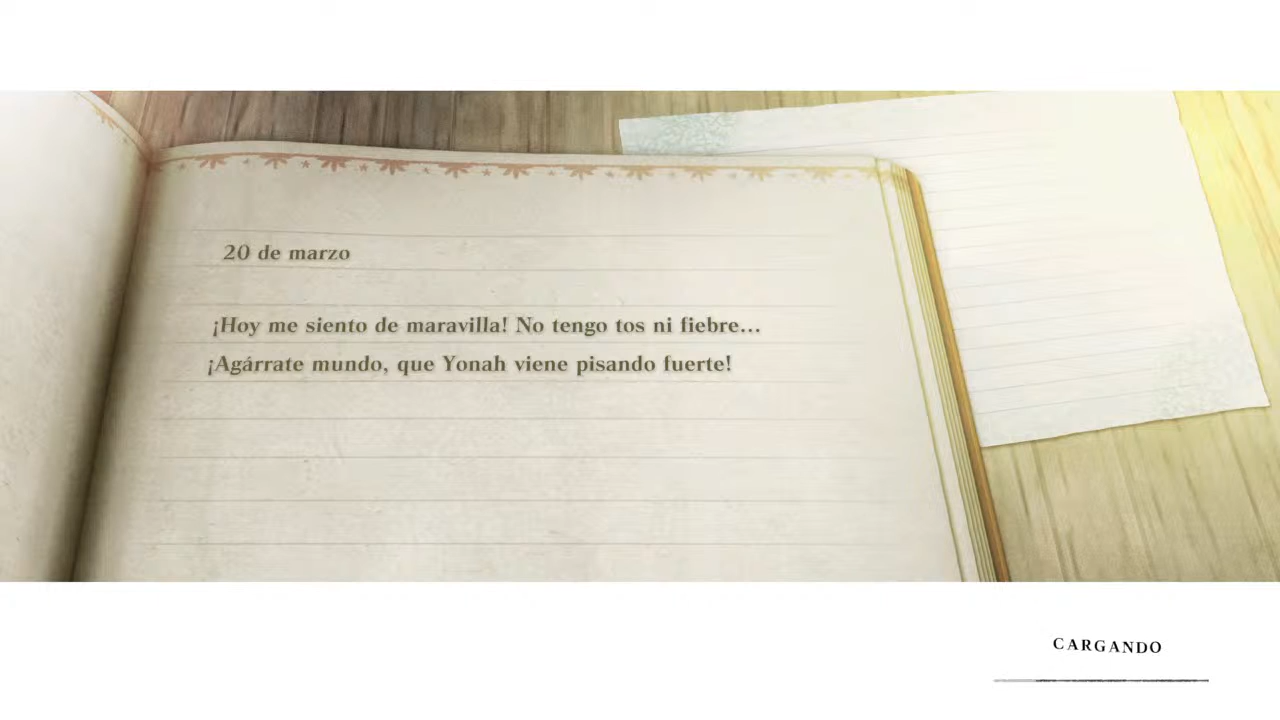 20 de marzo
¡Hoy me siento de maravilla! No tengo tos ni fiebre...
¡Agárrate mundo, que Yonah viene pisando fuerte!
CARGANDO